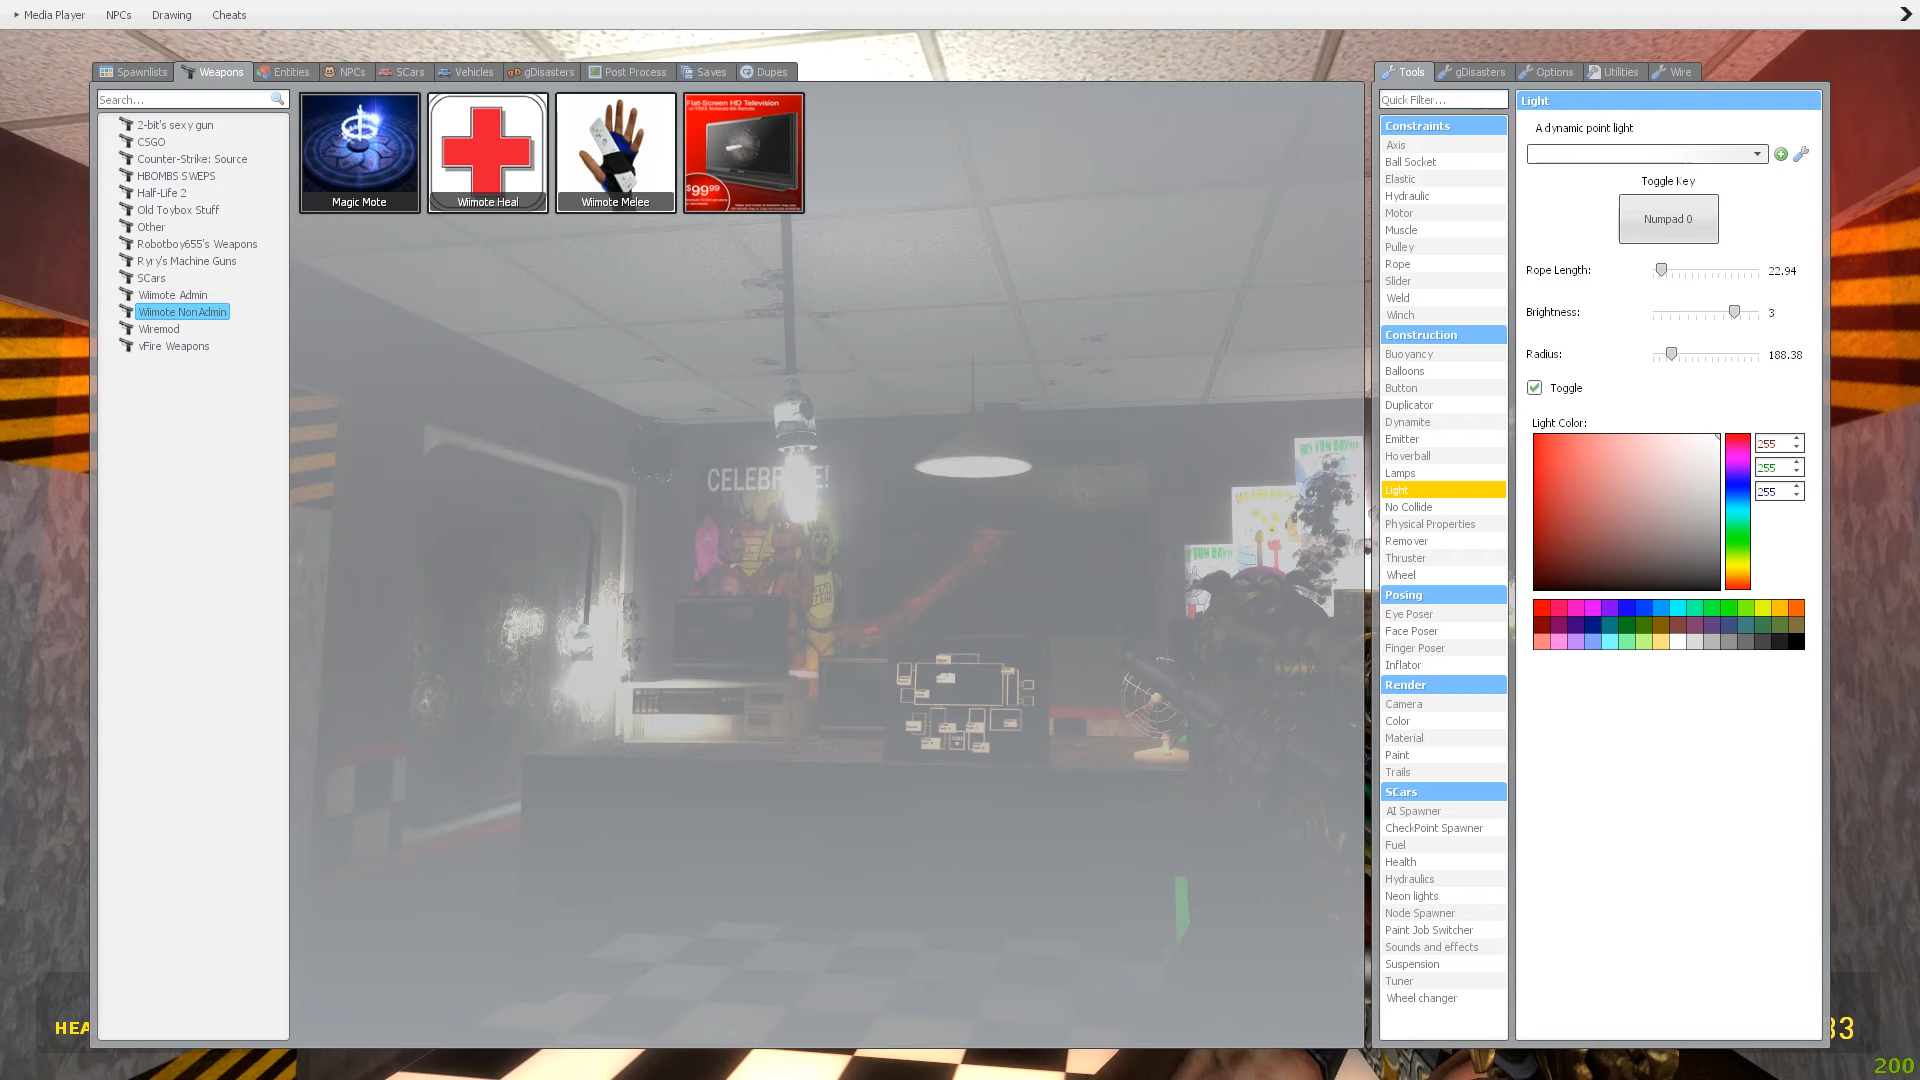 Media Player NPCs Drawing Cheats
Spawnlists Weapons Entities NPCs SCars Vehicles gDisasters Post Process Saves Dupes
Search...
2-bit's sexy gun
CSGO
Counter-Strike: Source
HBOMBS SWEPS
Half-Life 2
Old Toybox Stuff
Other
Robotboy655's Weapons
Ryry's Machine Guns
SCars
Wiimote Admin
Wiimote NonAdmin
Wiremod
vFire Weapons
Magic Mote
Wiimote Heal
Wiimote Melee
Flat-Screen HD Television
$99.99
CELEBR E!
HEA
Tools gDisasters Options Utilities Wire
Quick Filter...
Constraints
Axis
Ball Socket
Elastic
Hydraulic
Motor
Muscle
Pulley
Rope
Slider
Weld
Winch
Construction
Buoyancy
Balloons
Button
Duplicator
Dynamite
Emitter
Hoverball
Lamps
Light
No Collide
Physical Properties
Remover
Thruster
Wheel
Posing
Eye Poser
Face Poser
Finger Poser
Inflator
Render
Camera
Color
Material
Paint
Trails
SCars
AI Spawner
CheckPoint Spawner
Fuel
Health
Hydraulics
Neon lights
Node Spawner
Paint Job Switcher
Sounds and effects
Suspension
Tuner
Wheel changer
Light
A dynamic point light
Toggle Key
Numpad 0
Rope Length: 22.94
Brightness: 3
Radius: 188.38
Toggle
Light Color:
255
255
255
33
200